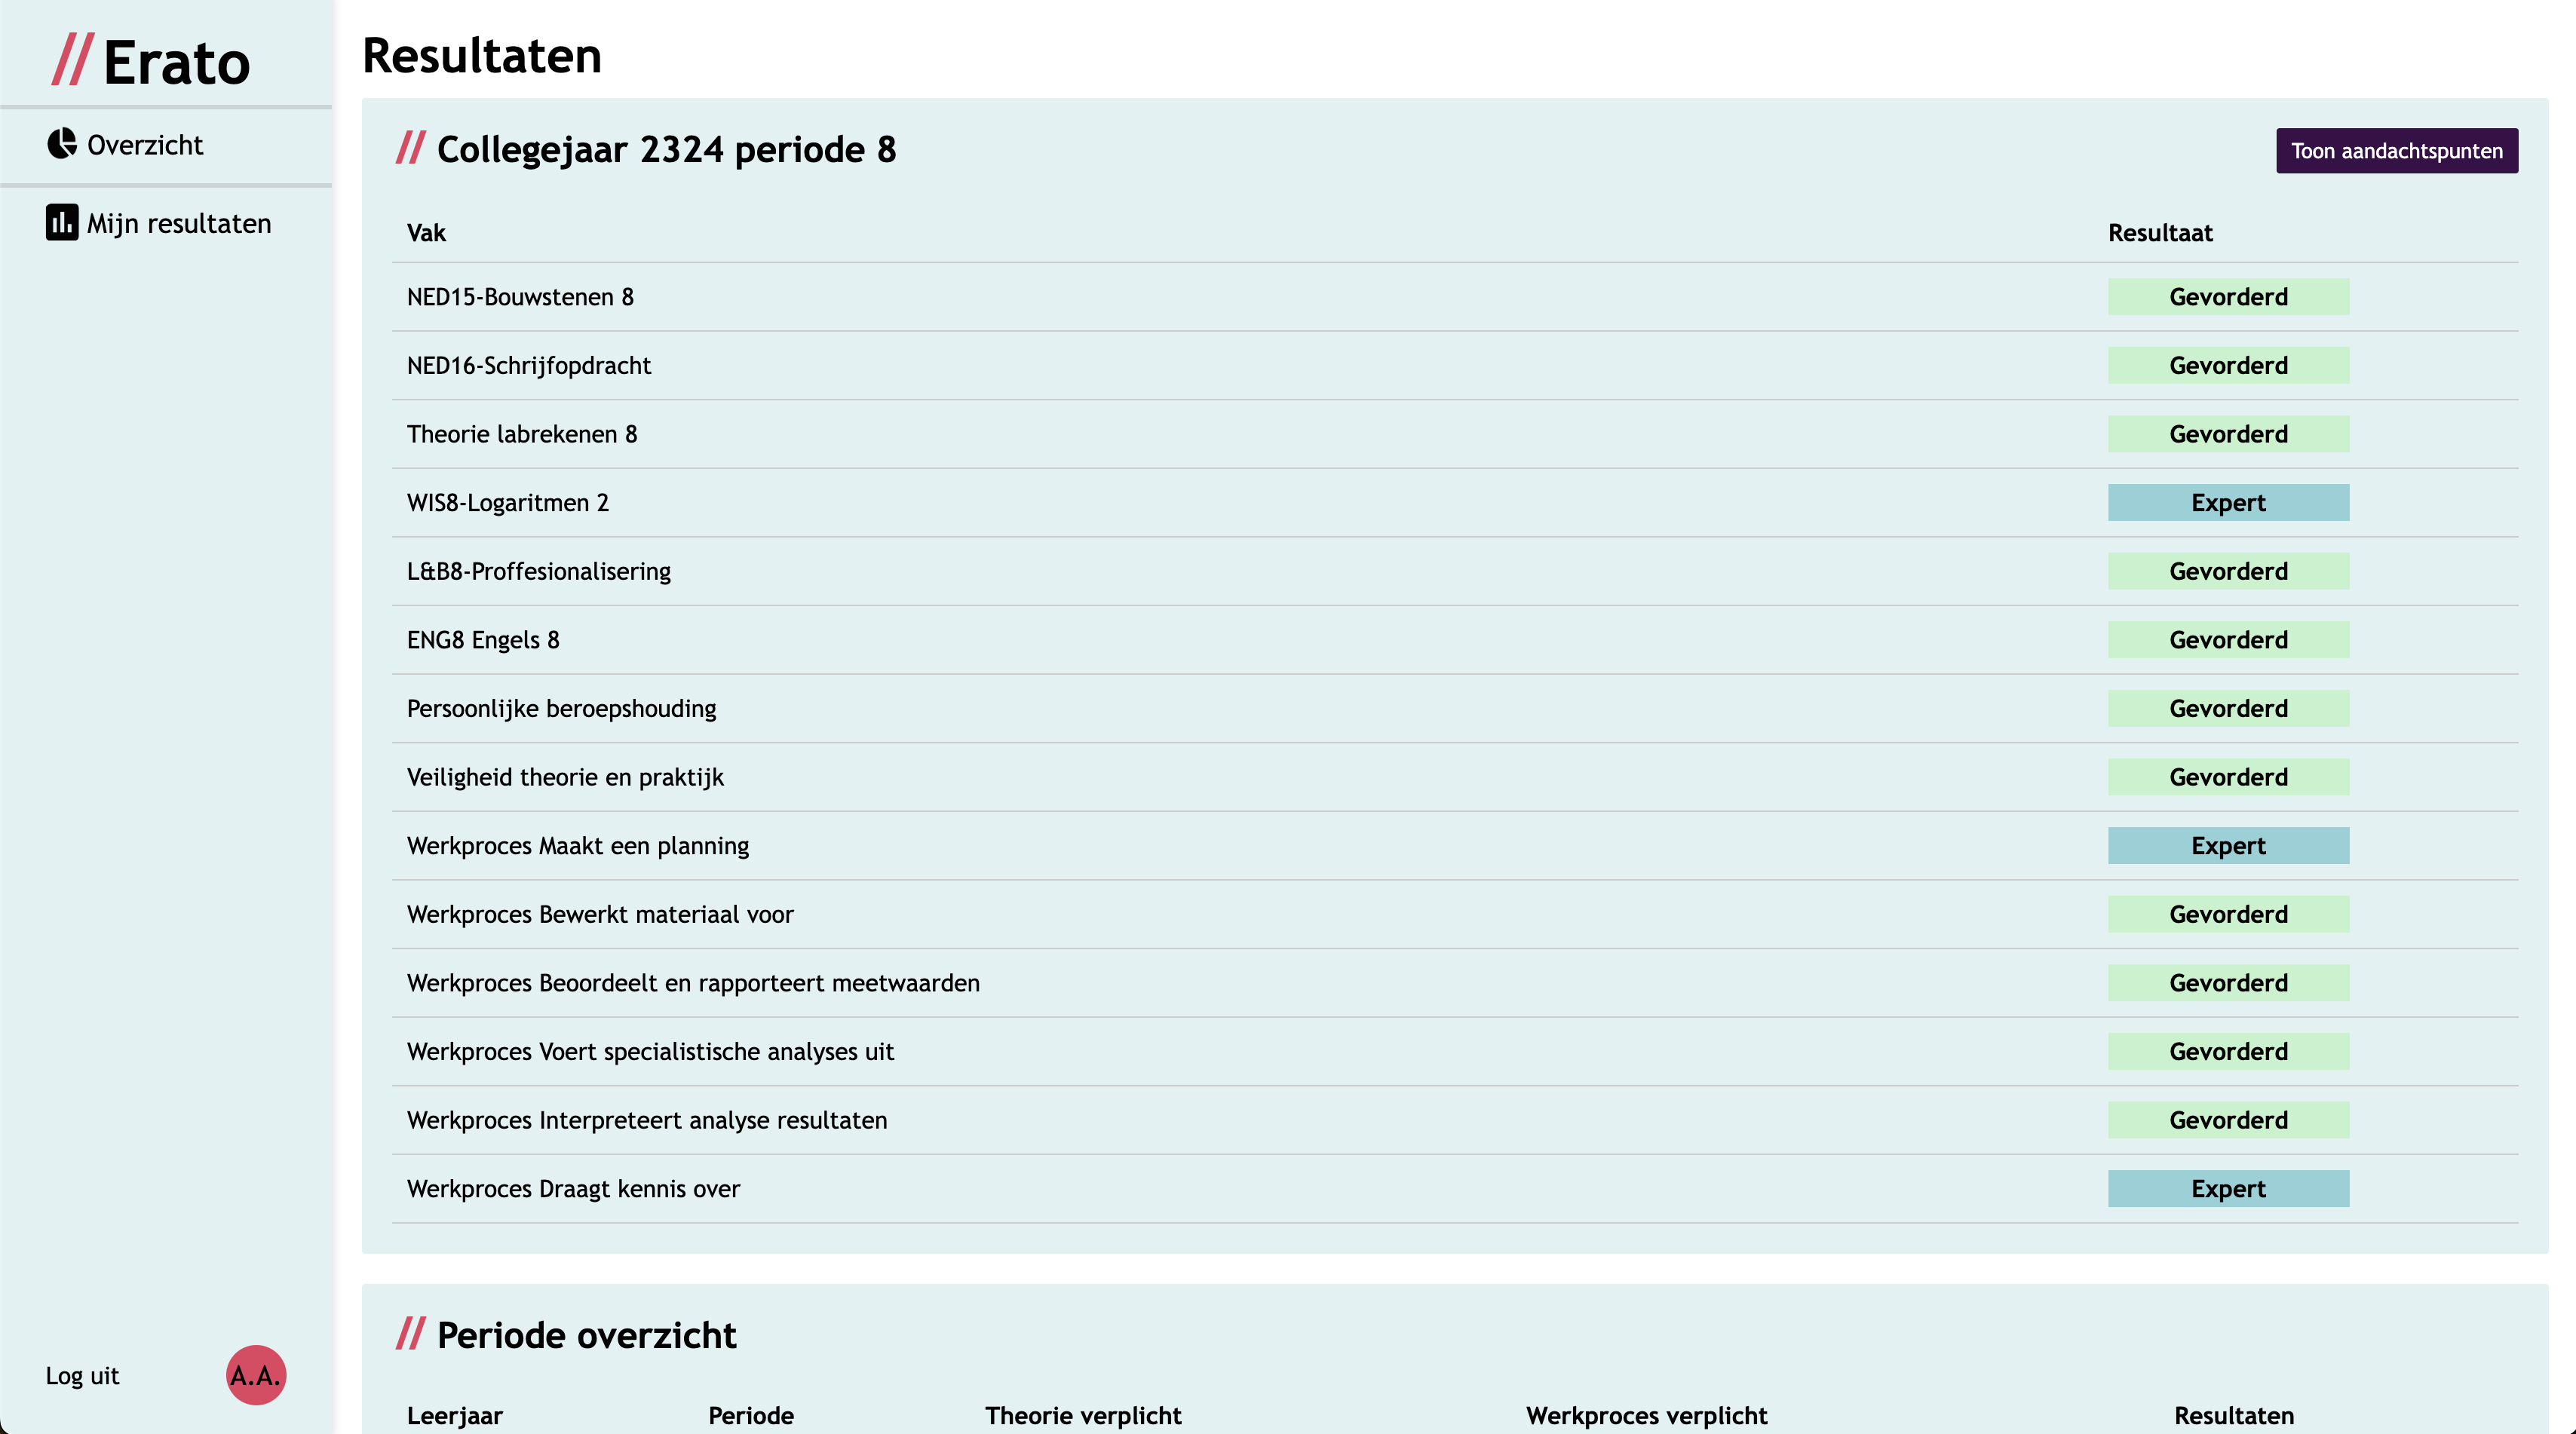 // Erato
Overzicht
Mijn resultaten
Log uit A.A.
Resultaten
// Collegejaar 2324 periode 8 Toon aandachtspunten
Vak Resultaat
NED15-Bouwstenen 8 Gevorderd
NED16-Schrijfopdracht Gevorderd
Theorie labrekenen 8 Gevorderd
WIS8-Logaritmen 2 Expert
L&B8-Proffesionalisering Gevorderd
ENG8 Engels 8 Gevorderd
Persoonlijke beroepshouding Gevorderd
Veiligheid theorie en praktijk Gevorderd
Werkproces Maakt een planning Expert
Werkproces Bewerkt materiaal voor Gevorderd
Werkproces Beoordeelt en rapporteert meetwaarden Gevorderd
Werkproces Voert specialistische analyses uit Gevorderd
Werkproces Interpreteert analyse resultaten Gevorderd
Werkproces Draagt kennis over Expert
// Periode overzicht
Leerjaar Periode Theorie verplicht Werkproces verplicht Resultaten